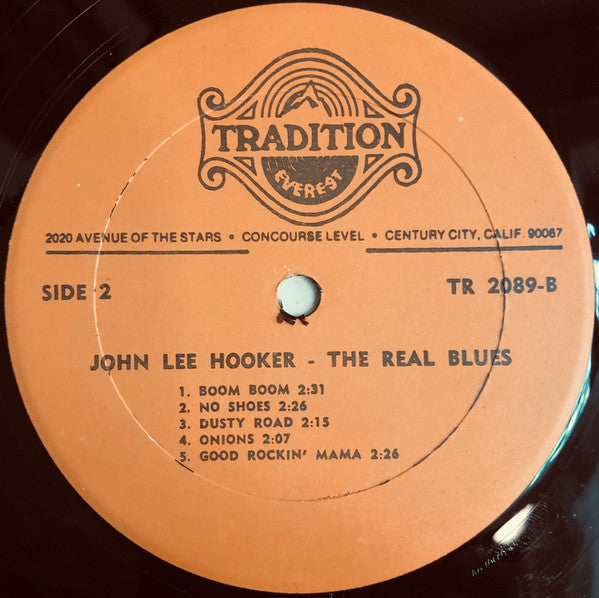 TRADITION
EVEREST
2020 AVENUE OF THE STARS • CONCOURSE LEVEL • CENTURY CITY, CALIF. 90067
SIDE 2 TR 2089-B
JOHN LEE HOOKER - THE REAL BLUES
1. BOOM BOOM 2:31
2. NO SHOES 2:26
3. DUSTY ROAD 2:15
4. ONIONS 2:07
5. GOOD ROCKIN' MAMA 2:26